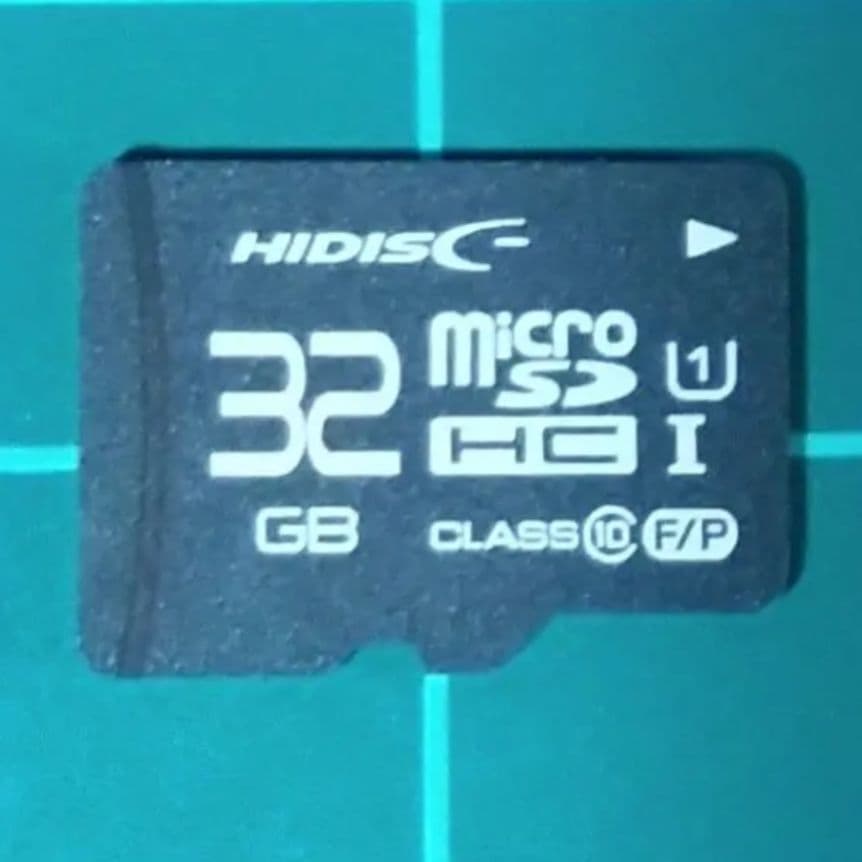 HIDISC
32
GB
micro
SD
HC I
U1
CLASS 10 F/P